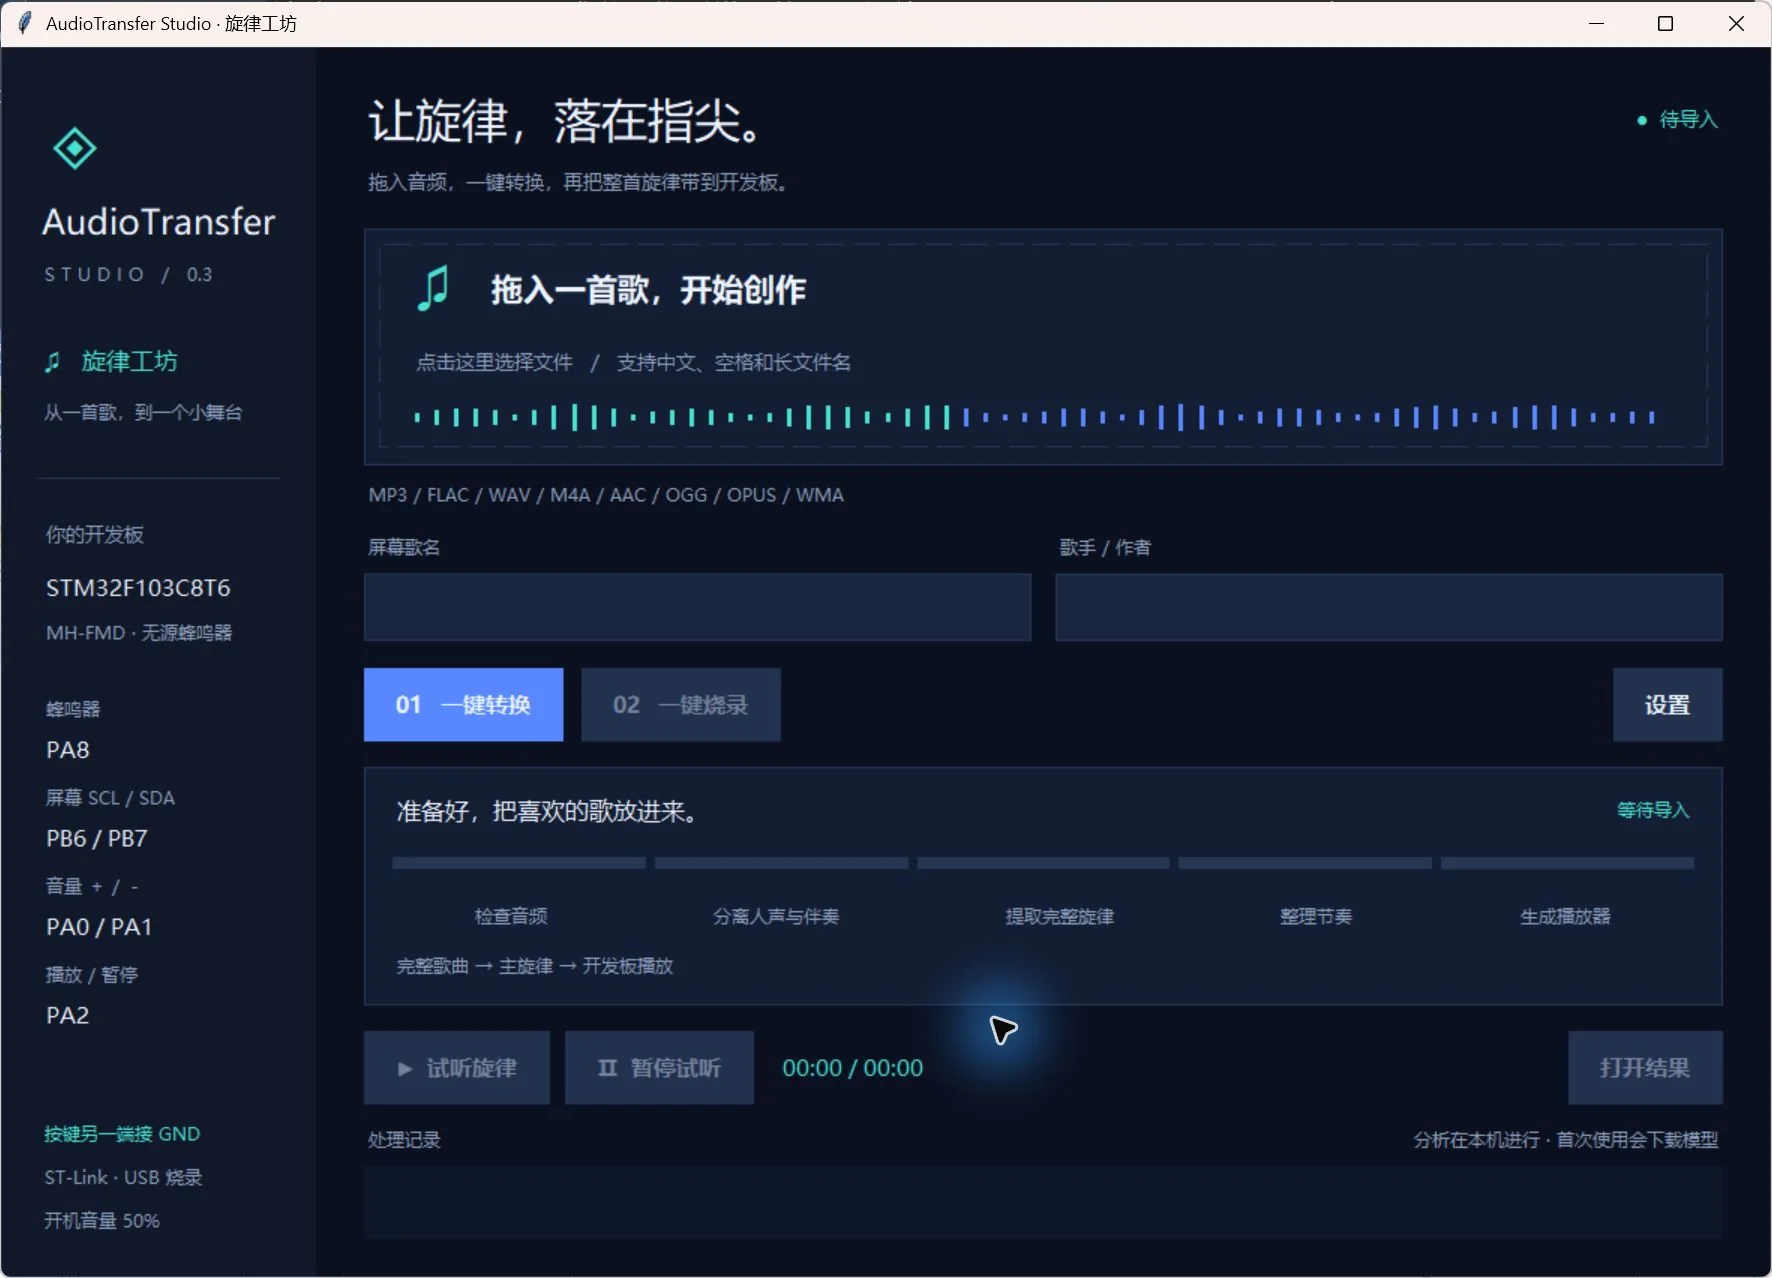 AudioTransfer Studio · 旋律工坊
AudioTransfer
STUDIO / 0.3
旋律工坊
从一首歌，到一个小舞台
你的开发板
STM32F103C8T6
MH-FMD · 无源蜂鸣器
蜂鸣器
PA8
屏幕 SCL / SDA
PB6 / PB7
音量 + / -
PA0 / PA1
播放 / 暂停
PA2
按键另一端接 GND
ST-Link · USB 烧录
开机音量 50%
让旋律，落在指尖。
待导入
拖入音频，一键转换，再把整首旋律带到开发板。
拖入一首歌，开始创作
点击这里选择文件 / 支持中文、空格和长文件名
MP3 / FLAC / WAV / M4A / AAC / OGG / OPUS / WMA
屏幕歌名
歌手 / 作者
01 一键转换
02 一键烧录
设置
准备好，把喜欢的歌放进来。
等待导入
检查音频
分离人声与伴奏
提取完整旋律
整理节奏
生成播放器
完整歌曲 → 主旋律 → 开发板播放
试听旋律
暂停试听
00:00 / 00:00
打开结果
处理记录
分析在本机进行 · 首次使用会下载模型